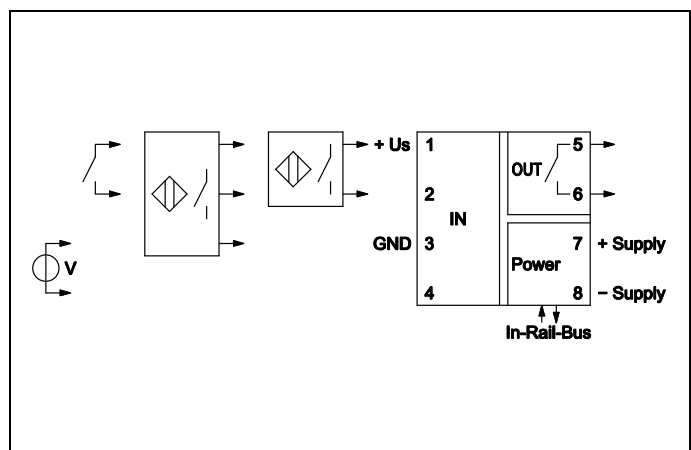 + Us 1 5
OUT
2 6
IN
V GND 3 7 + Supply
Power
4 8 – Supply
In-Rail-Bus